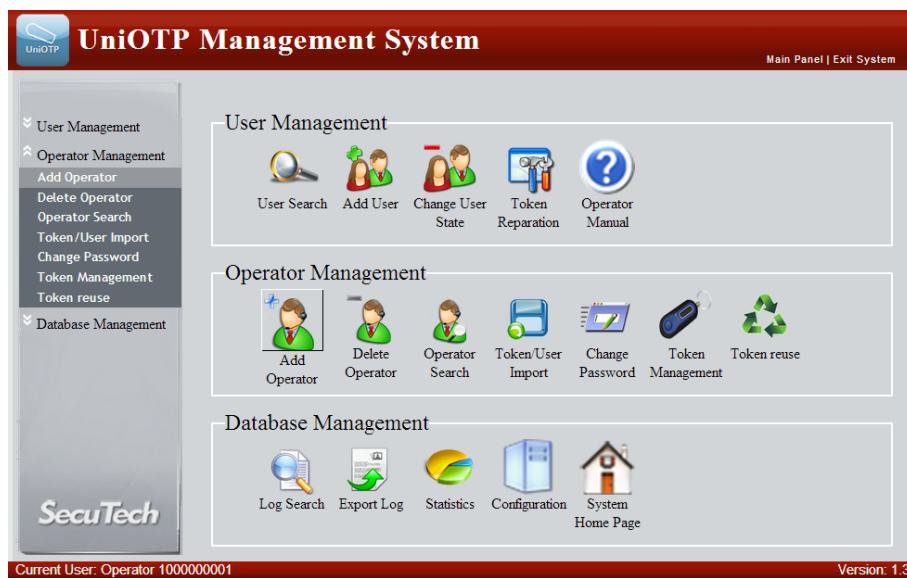 UniOTP
UniOTP Management System
Main Panel | Exit System
User Management
Operator Management
Add Operator
Delete Operator
Operator Search
Token/User Import
Change Password
Token Management
Token reuse
Database Management
SecuTech
User Management
User Search
Add User
Change User
State
Token
Reparation
Operator
Manual
Operator Management
Add
Operator
Delete
Operator
Operator
Search
Token/User
Import
Change
Password
Token
Management
Token reuse
Database Management
Log Search
Export Log
Statistics
Configuration
System
Home Page
Current User: Operator 1000000001
Version: 1.3